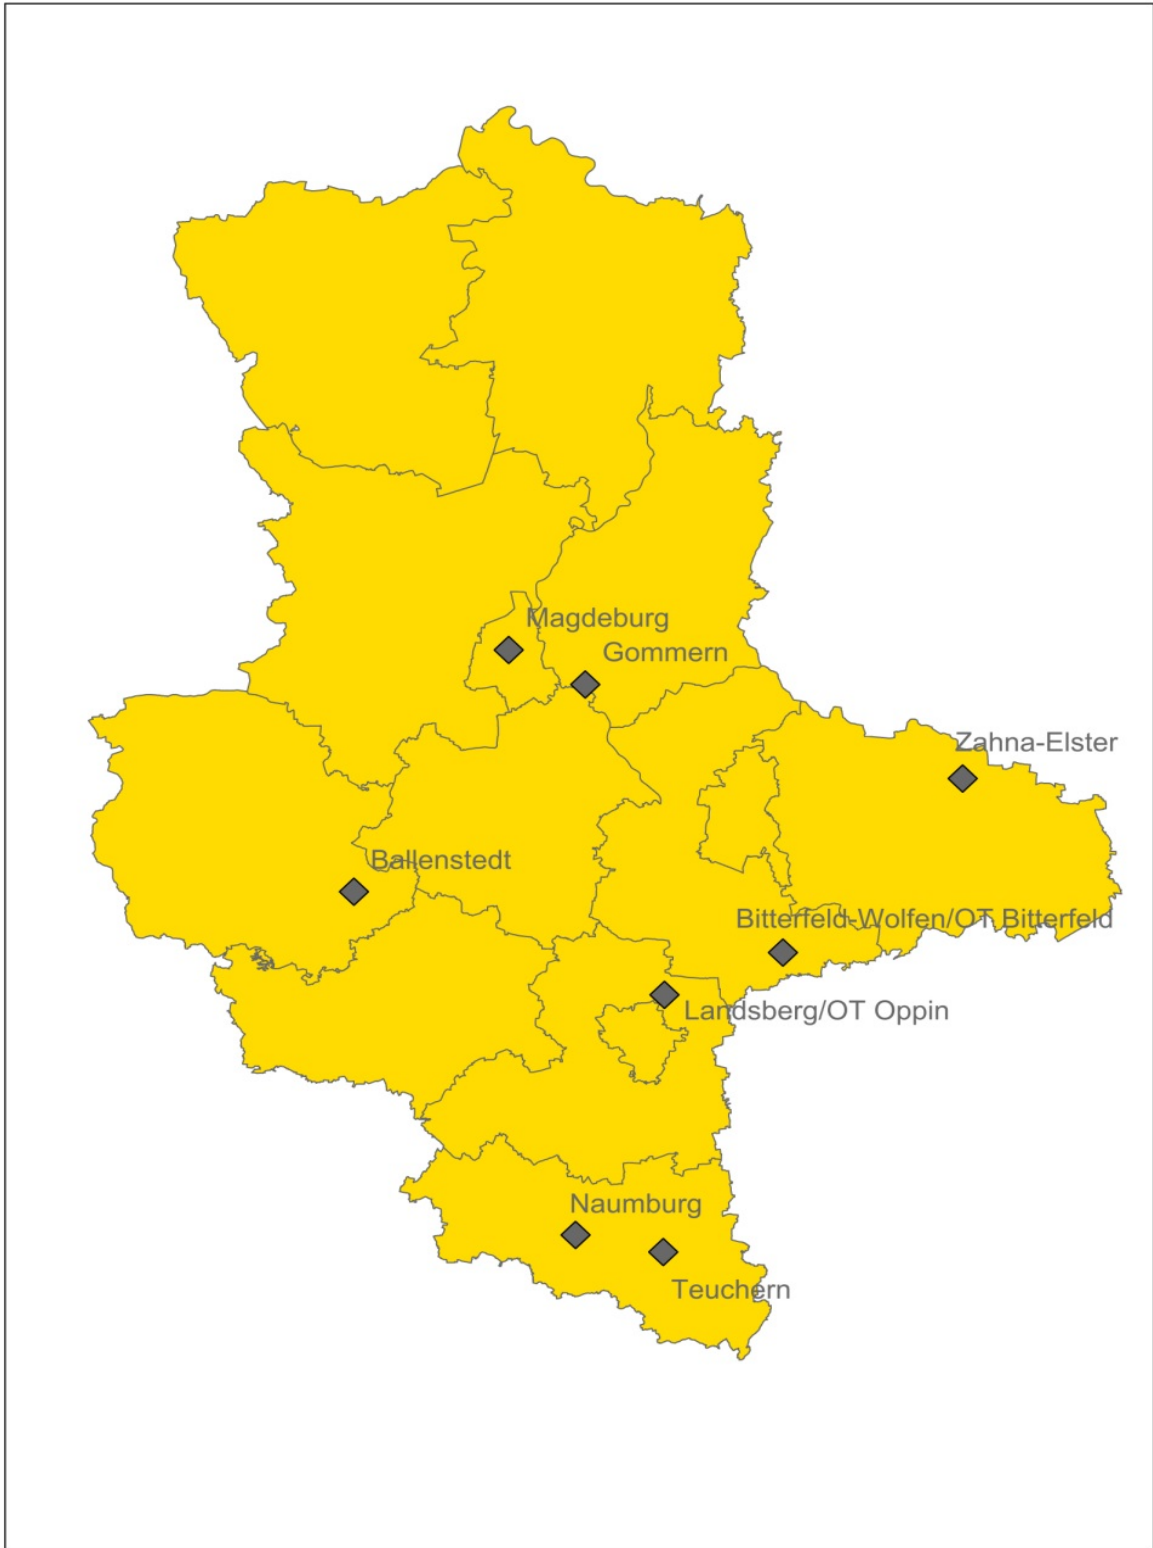 Magdeburg
Gommern
Zahna-Elster
Ballenstedt
Bitterfeld-Wolfen/OT Bitterfeld
Landsberg/OT Oppin
Naumburg
Teuchern